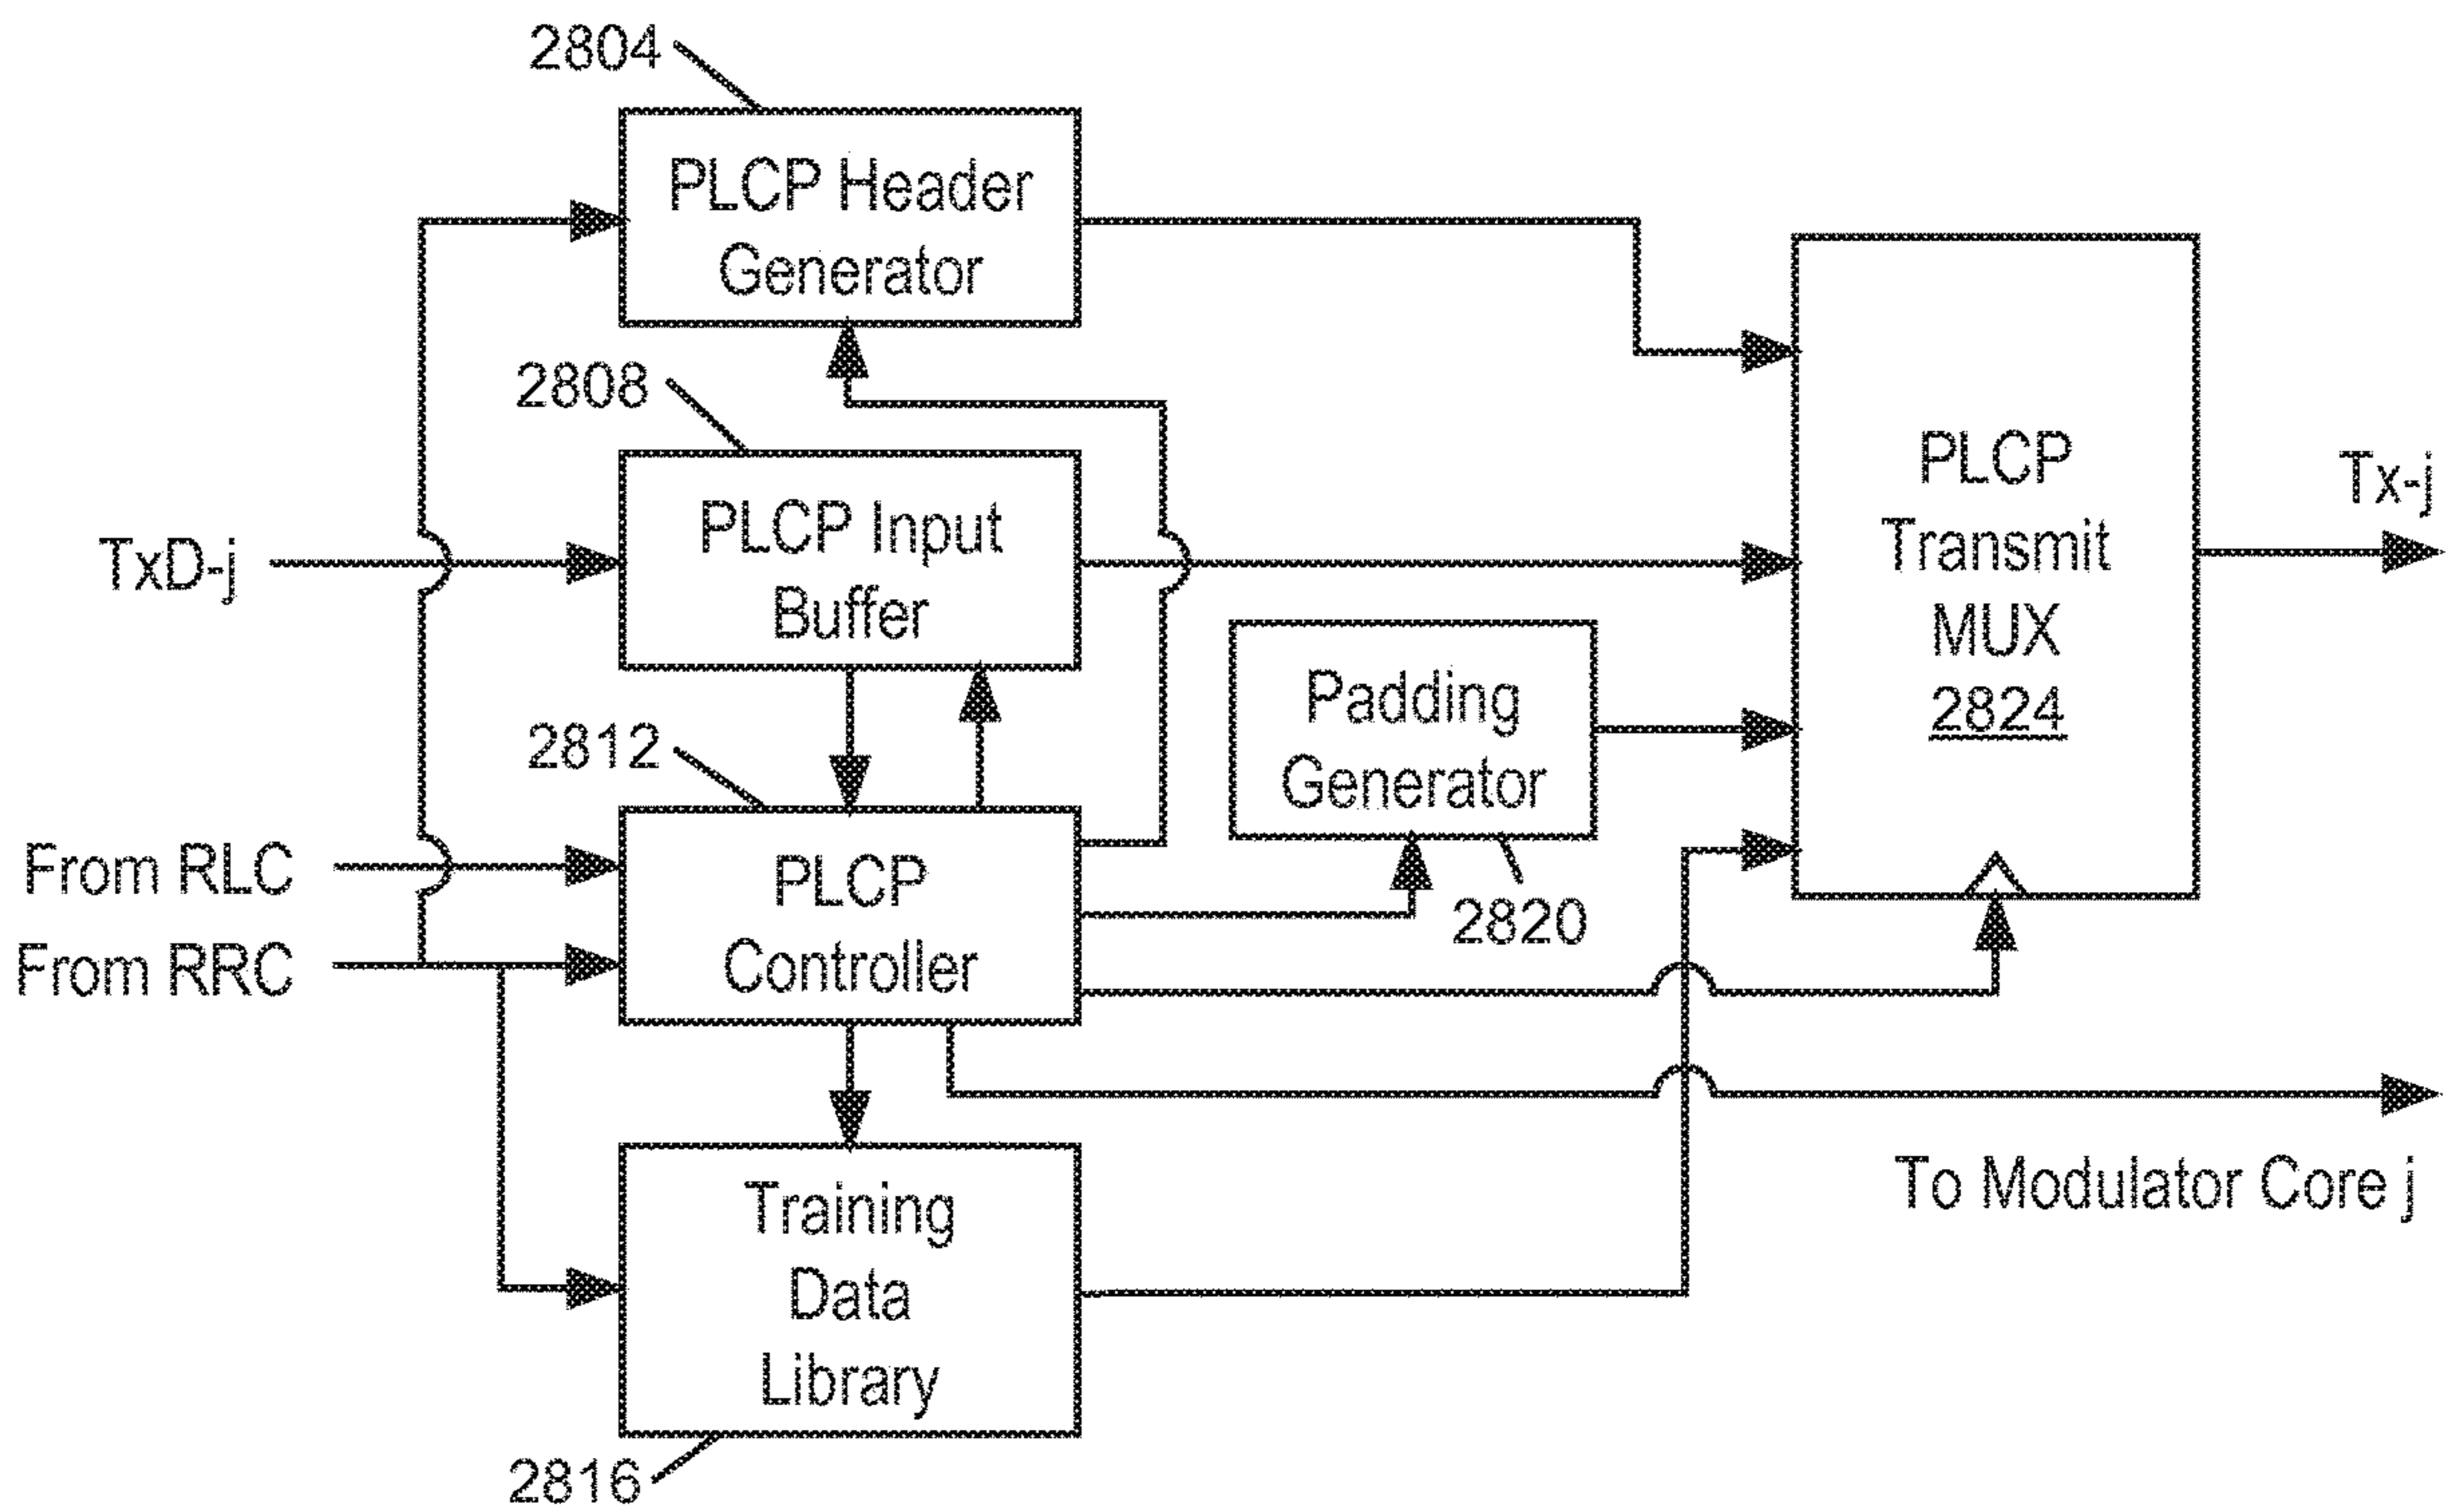 2804
PLCP Header
Generator
2808
PLCP Input
Buffer
TxD-j
PLCP
Transmit
MUX
2824
Tx-j
Padding
Generator
2820
2812
PLCP
Controller
From RLC
From RRC
To Modulator Core j
Training
Data
Library
2816